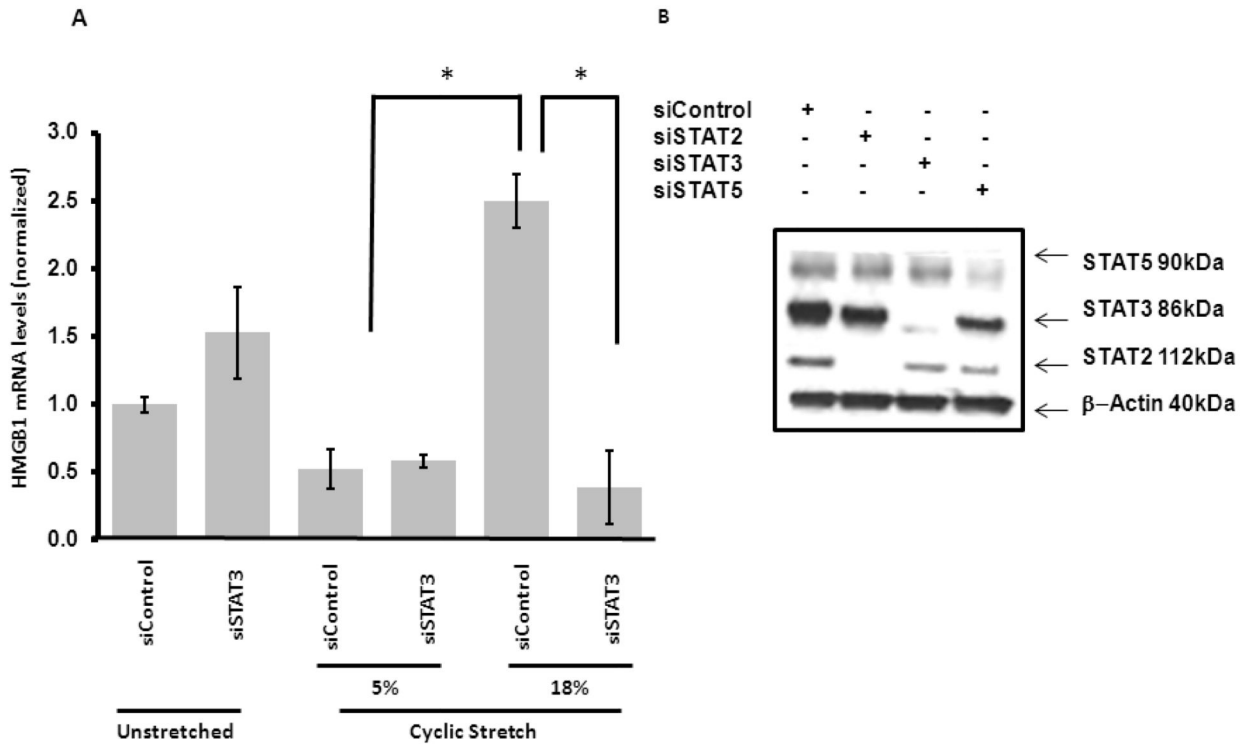 A
B
* *
3.0
2.5
2.0
1.5
1.0
0.5
0.0
HMGB1 mRNA levels (normalized)
siControl
siSTAT3
siControl
siSTAT3
siControl
siSTAT3
5% 18%
Unstretched Cyclic Stretch
siControl + - - -
siSTAT2 - + - -
siSTAT3 - - + -
siSTAT5 - - - +
STAT5 90kDa
STAT3 86kDa
STAT2 112kDa
β–Actin 40kDa